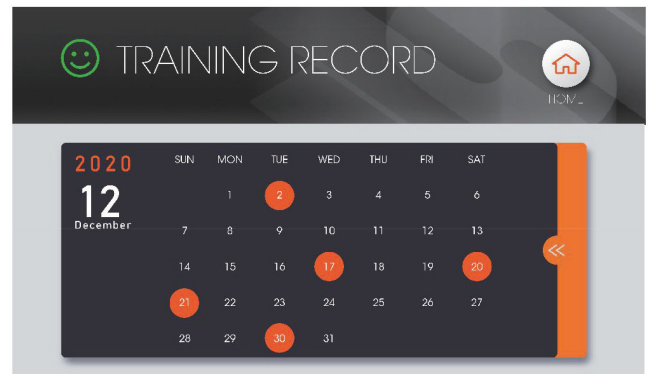 TRAINING RECORD
HOME
2020
12
December
SUN MON TUE WED THU FRI SAT
1 2 3 4 5 6
7 8 9 10 11 12 13
14 15 16 17 18 19 20
21 22 23 24 25 26 27
28 29 30 31